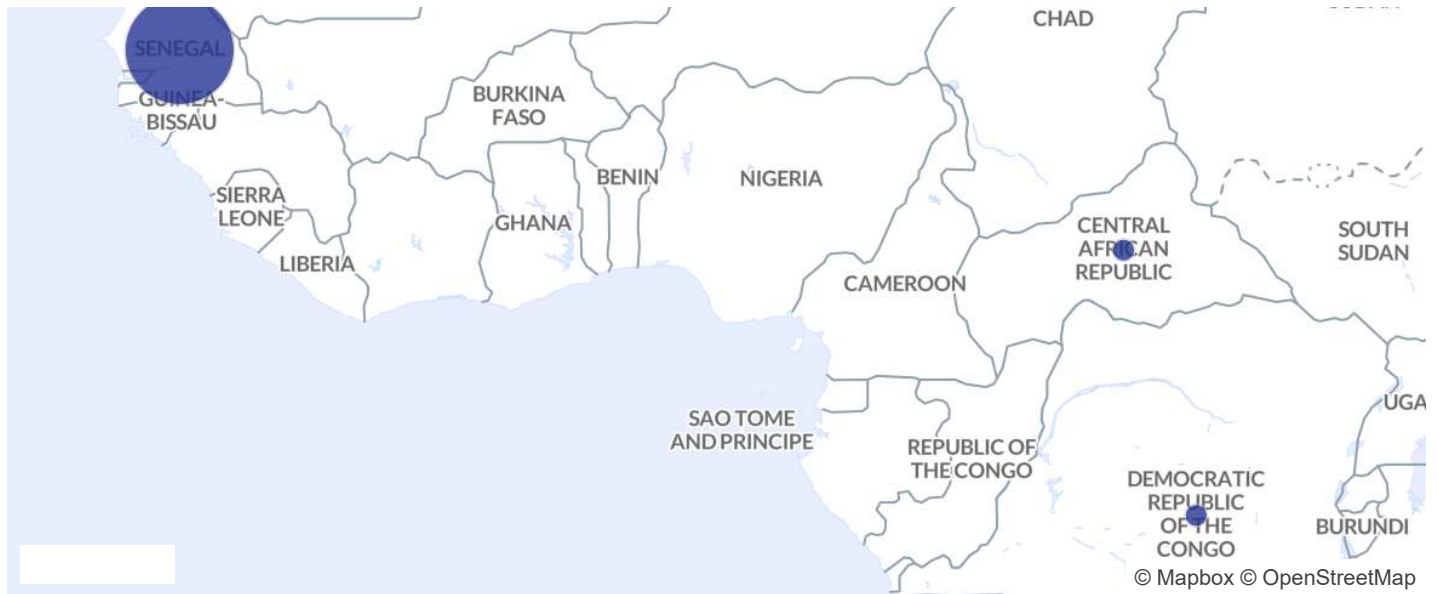 CHAD
SENEGAL
GUINEA-
BISSAU
BURKINA
FASO
BENIN
NIGERIA
SIERRA
LEONE
GHANA
LIBERIA
CENTRAL
AFRICAN
REPUBLIC
SOUTH
SUDAN
CAMEROON
SAO TOME
AND PRINCIPE
REPUBLIC OF
THE CONGO
UGA
DEMOCRATIC
REPUBLIC
OF THE
CONGO
BURUNDI
© Mapbox © OpenStreetMap